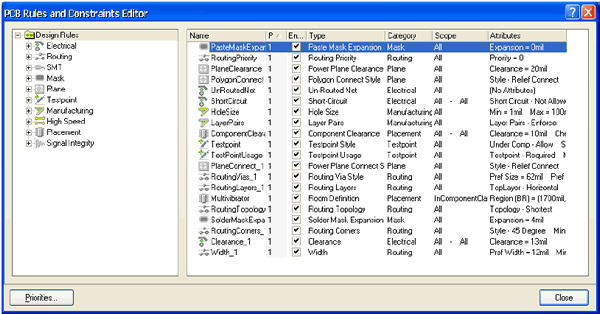 PCB Rules and Constraints Editor
Design Rules
Electrical
Routing
SMT
Mask
Plane
Testpoint
Manufacturing
High Speed
Placement
Signal Integrity
Name P En... Type Category Scope Attributes
PasteMaskExpar 1 Paste Mask Expansion Mask All Expansion = 0mil
RoutingPriority 1 Routing Priority Routing All Priority = 0
PlaneClearance 1 Power Plane Clearance Plane All Clearance = 20mil
PolygonConnect 1 Polygon Connect Style Plane All Style - Relief Connect
UnRoutedNet 1 Un-Routed Net Electrical All (No Attributes)
ShortCircuit 1 Short-Circuit Electrical All - All Short Circuit - Not Allow
HoleSize 1 Hole Size Manufacturing All Min = 1mil Max = 100
LayerPairs 1 Layer Pairs Manufacturing All Layer Pairs - Enforce
ComponentClear 1 Component Clearance Placement All - All Clearance = 10mil Che
Testpoint 1 Testpoint Style Testpoint All Under Comp - Allow S
TestPointUsage 1 Testpoint Usage Testpoint All Testpoint - Required M
PlaneConnect_1 1 Power Plane Connect S Plane All Style - Relief Connect
RoutingVias_1 1 Routing Via Style Routing All Pref Size = 62mil Pref
RoutingLayers_1 1 Routing Layers Routing All TopLayer - Horizontal
Multivibrator 1 Room Definition Placement InComponentCla Region (BR) = (1700mil,
RoutingTopology 1 Routing Topology Routing All Topology - Shortest
SolderMaskExpar 1 Solder Mask Expansion Mask All Expansion = 4mil
RoutingCorners_ 1 Routing Corners Routing All Style - 45 Degree Min
Clearance_1 1 Clearance Electrical All - All Clearance = 13mil
Width_1 1 Width Routing All Pref Width = 12mil Min
Priorities... Close